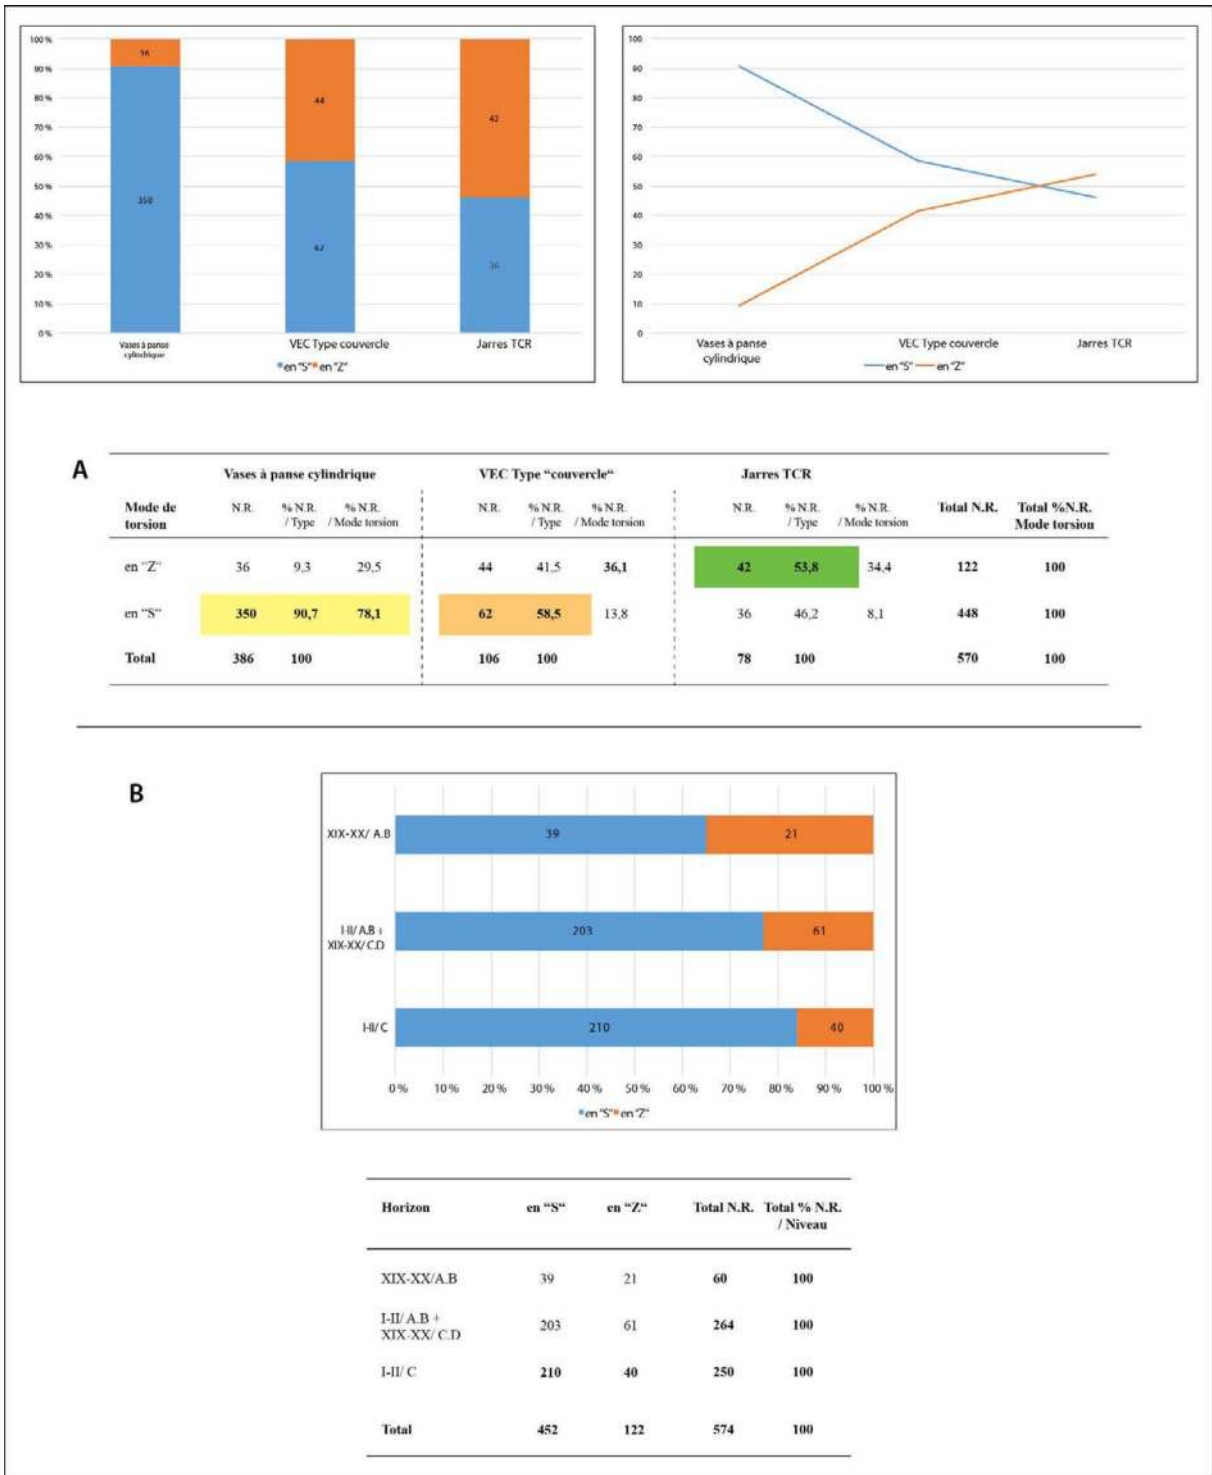 100 %
90 %
80 %
70 %
60 %
50 %
40 %
30 %
20 %
10 %
0 %
36
350
44
62
42
36
Vases à panse
cylindrique
VEC Type couvercle
Jarres TCR
en "S" en "Z"
100
90
80
70
60
50
40
30
20
10
0
Vases à panse
cylindrique
VEC Type couvercle
Jarres TCR
en "S" en "Z"
A
Vases à panse cylindrique VEC Type “couvercle“ Jarres TCR
Mode de torsion N.R. % N.R. / Type % N.R. / Mode torsion N.R. % N.R. / Type % N.R. / Mode torsion N.R. % N.R. / Type % N.R. / Mode torsion Total N.R. Total %N.R. Mode torsion
en “Z“ 36 9,3 29,5 44 41,5 36,1 42 53,8 34,4 122 100
en “S“ 350 90,7 78,1 62 58,5 13,8 36 46,2 8,1 448 100
Total 386 100 106 100 78 100 570 100
B
XIX-XX/ A.B 39 21
I-II/ A.B +
XIX-XX/ C.D
203 61
I-II/ C 210 40
0 % 10 % 20 % 30 % 40 % 50 % 60 % 70 % 80 % 90 % 100 %
en "S" en "Z"
Horizon en “S“ en “Z“ Total N.R. Total % N.R.
/ Niveau
XIX-XX/A.B 39 21 60 100
I-II/ A.B +
XIX-XX/ C.D
203 61 264 100
I-II/ C 210 40 250 100
Total 452 122 574 100